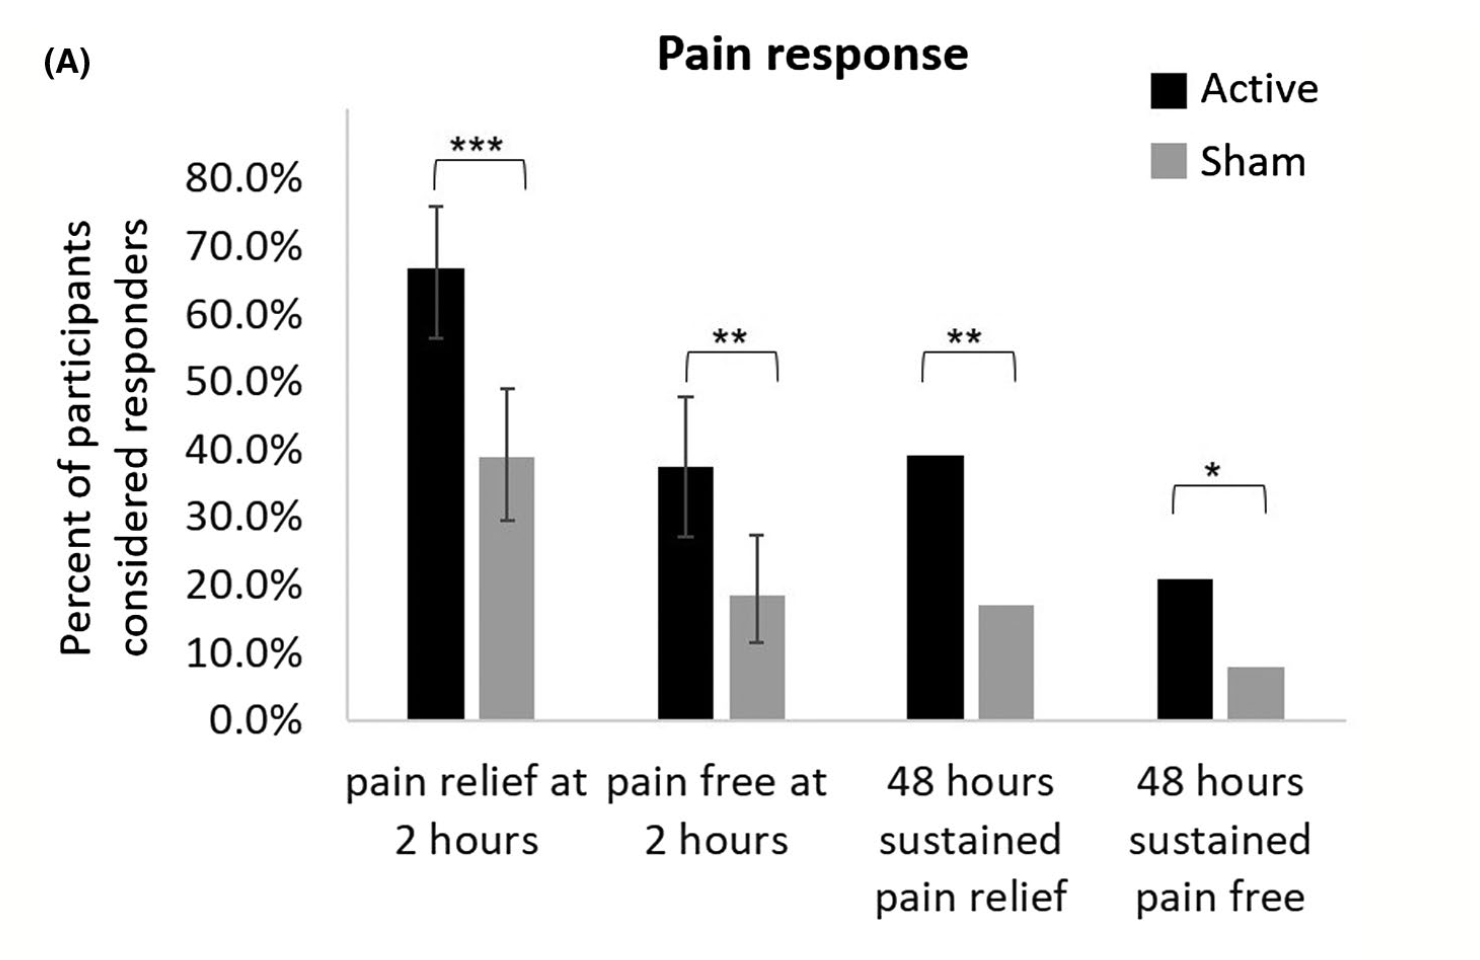 (A)
Pain response
Active
Sham
***
**
**
*
Percent of participants
considered responders
80.0%
70.0%
60.0%
50.0%
40.0%
30.0%
20.0%
10.0%
0.0%
pain relief at
2 hours
pain free at
2 hours
48 hours
sustained
pain relief
48 hours
sustained
pain free